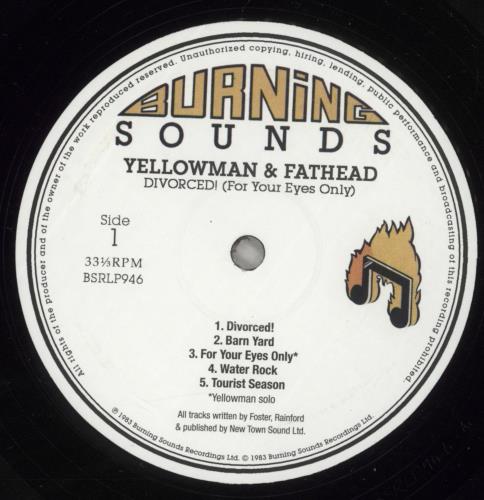 All rights of the producer and of the owner of the work reproduced reserved. Unauthorized copying, hiring, lending, public performance and broadcasting of this recording prohibited.
BURNiNG
SOUNDS
YELLOWMAN & FATHEAD
DIVORCED! (For Your Eyes Only)
Side
1
33⅓RPM
BSRLP946
1. Divorced!
2. Barn Yard
3. For Your Eyes Only*
4. Water Rock
5. Tourist Season
*Yellowman solo
All tracks written by Foster, Rainford
& published by New Town Sound Ltd.
℗1983 Burning Sounds Recordings Ltd. © 1983 Burning Sounds Recordings Ltd.